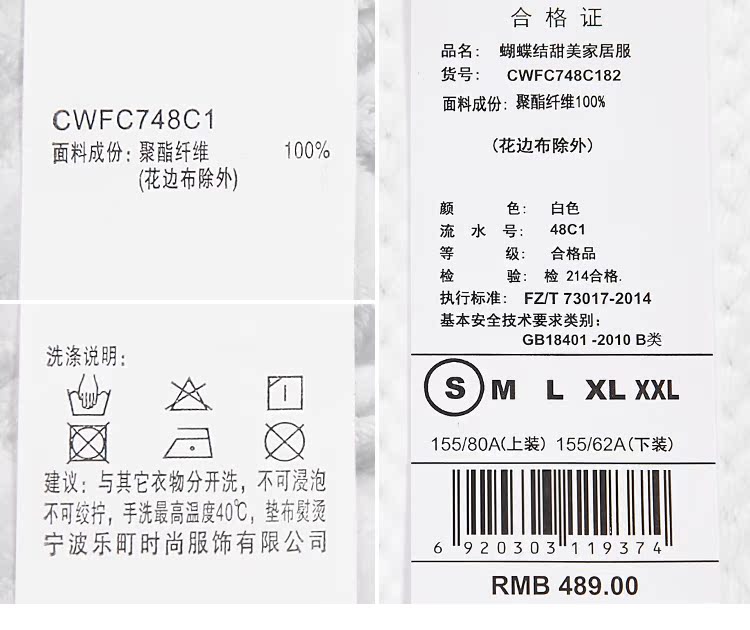 CWFC748C1
面料成份: 聚酯纤维 100%
(花边布除外)
洗涤说明:
建议: 与其它衣物分开洗, 不可浸泡
不可绞拧, 手洗最高温度40℃, 垫布熨烫
宁波乐町时尚服饰有限公司
合格证
品名: 蝴蝶结甜美家居服
货号: CWFC748C182
面料成份: 聚酯纤维100%
(花边布除外)
颜色: 白色
流水号: 48C1
等级: 合格品
检验: 检 214合格.
执行标准: FZ/T 73017-2014
基本安全技术要求类别:
GB18401 -2010 B类
S M L XL XXL
155/80A(上装) 155/62A(下装)
6 920303 119374
RMB 489.00